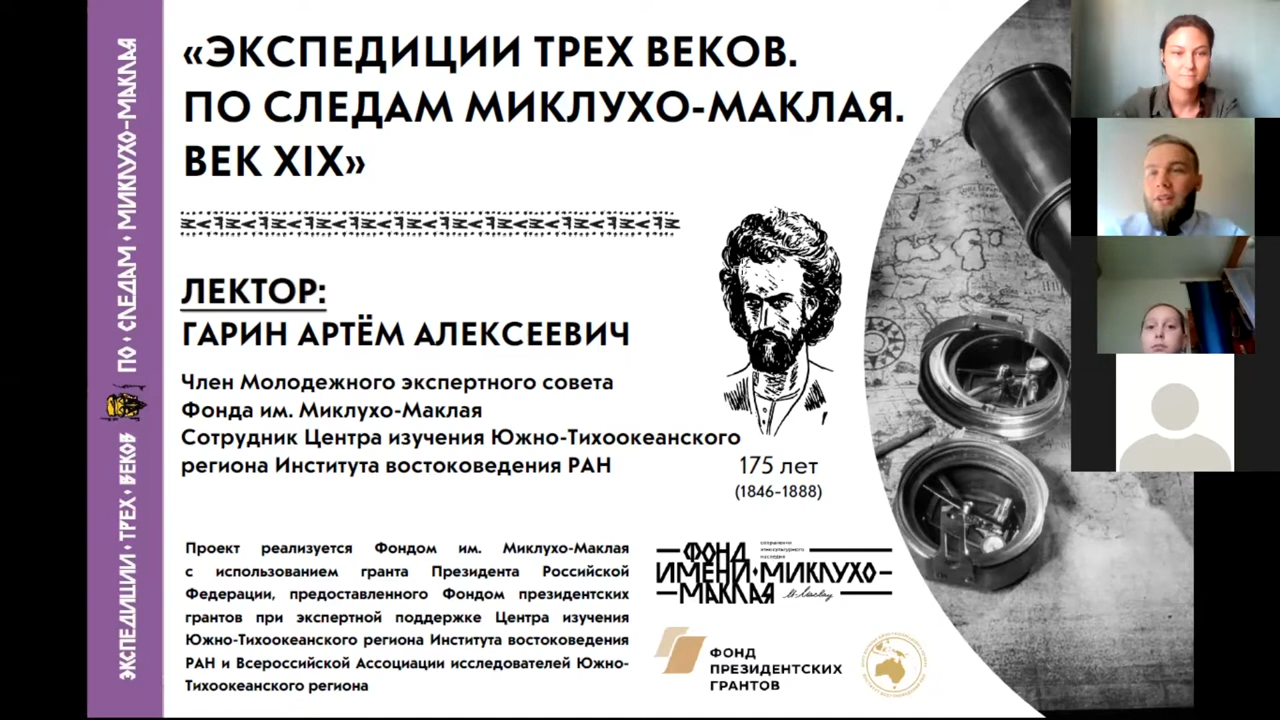 «ЭКСПЕДИЦИИ ТРЕХ ВЕКОВ.
ПО СЛЕДАМ МИКЛУХО-МАКЛАЯ.
ВЕК XIX»
ЛЕКТОР:
ГАРИН АРТЁМ АЛЕКСЕЕВИЧ
Член Молодежного экспертного совета
Фонда им. Миклухо-Маклая
Сотрудник Центра изучения Южно-Тихоокеанского
региона Института востоковедения РАН
175 лет
(1846-1888)
Проект реализуется Фондом им. Миклухо-Маклая
с использованием гранта Президента Российской
Федерации, предоставленного Фондом президентских
грантов при экспертной поддержке Центра изучения
Южно-Тихоокеанского региона Института востоковедения
РАН и Всероссийской Ассоциации исследователей Южно-
Тихоокеанского региона
ФОНД
ИМЕНИ МИКЛУХО-
МАКЛАЯ
ФОНД
ПРЕЗИДЕНТСКИХ
ГРАНТОВ
ЭКСПЕДИЦИИ • ТРЕХ • ВЕКОВ ПО • СЛЕДАМ • МИКЛУХО-МАКЛАЯ